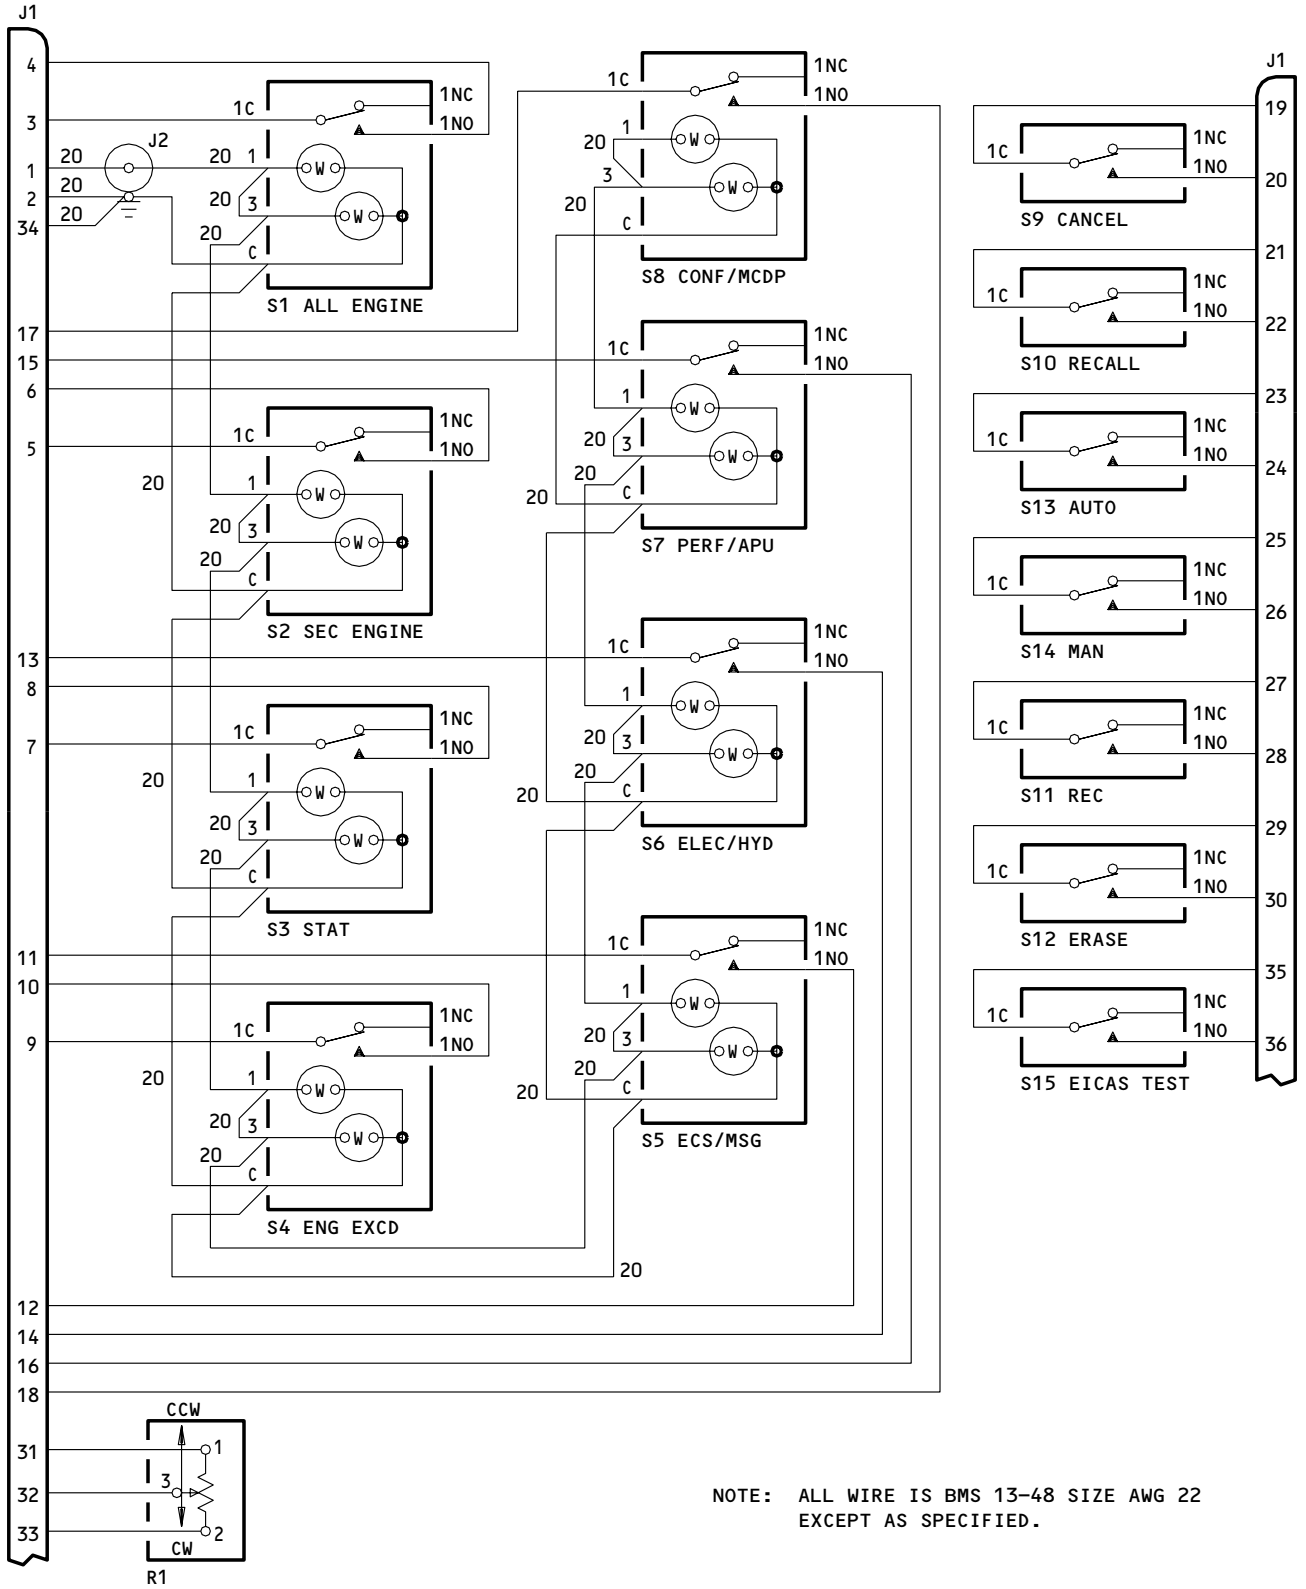 J1
4
3
1
2
34
17
15
6
5
13
8
7
11
10
9
12
14
16
18
31
32
33
20
20
20
J2
1C
1NC
1NO
20 1
W
20
3
W
20
C
S1 ALL ENGINE
1C
1NC
1NO
20
1
W
20
3
W
20
C
S2 SEC ENGINE
1C
1NC
1NO
20
1
W
20
3
W
20
C
S3 STAT
1C
1NC
1NO
20
1
W
20
3
W
20
C
S4 ENG EXCD
20
1C
1NC
1NO
1
W
20
3
W
20
C
S8 CONF/MCDP
1C
1NC
1NO
1
W
20
3
W
20
20
C
S7 PERF/APU
1C
1NC
1NO
1
W
20
3
W
20
20
C
S6 ELEC/HYD
1C
1NC
1NO
1
W
20
3
W
20
20
C
S5 ECS/MSG
CCW
1
3
2
CW
R1
J1
19
1C
1NC
1NO
20
S9 CANCEL
21
1C
1NC
1NO
22
S10 RECALL
23
1C
1NC
1NO
24
S13 AUTO
25
1C
1NC
1NO
26
S14 MAN
27
1C
1NC
1NO
28
S11 REC
29
1C
1NC
1NO
30
S12 ERASE
35
1C
1NC
1NO
36
S15 EICAS TEST
NOTE: ALL WIRE IS BMS 13-48 SIZE AWG 22
EXCEPT AS SPECIFIED.